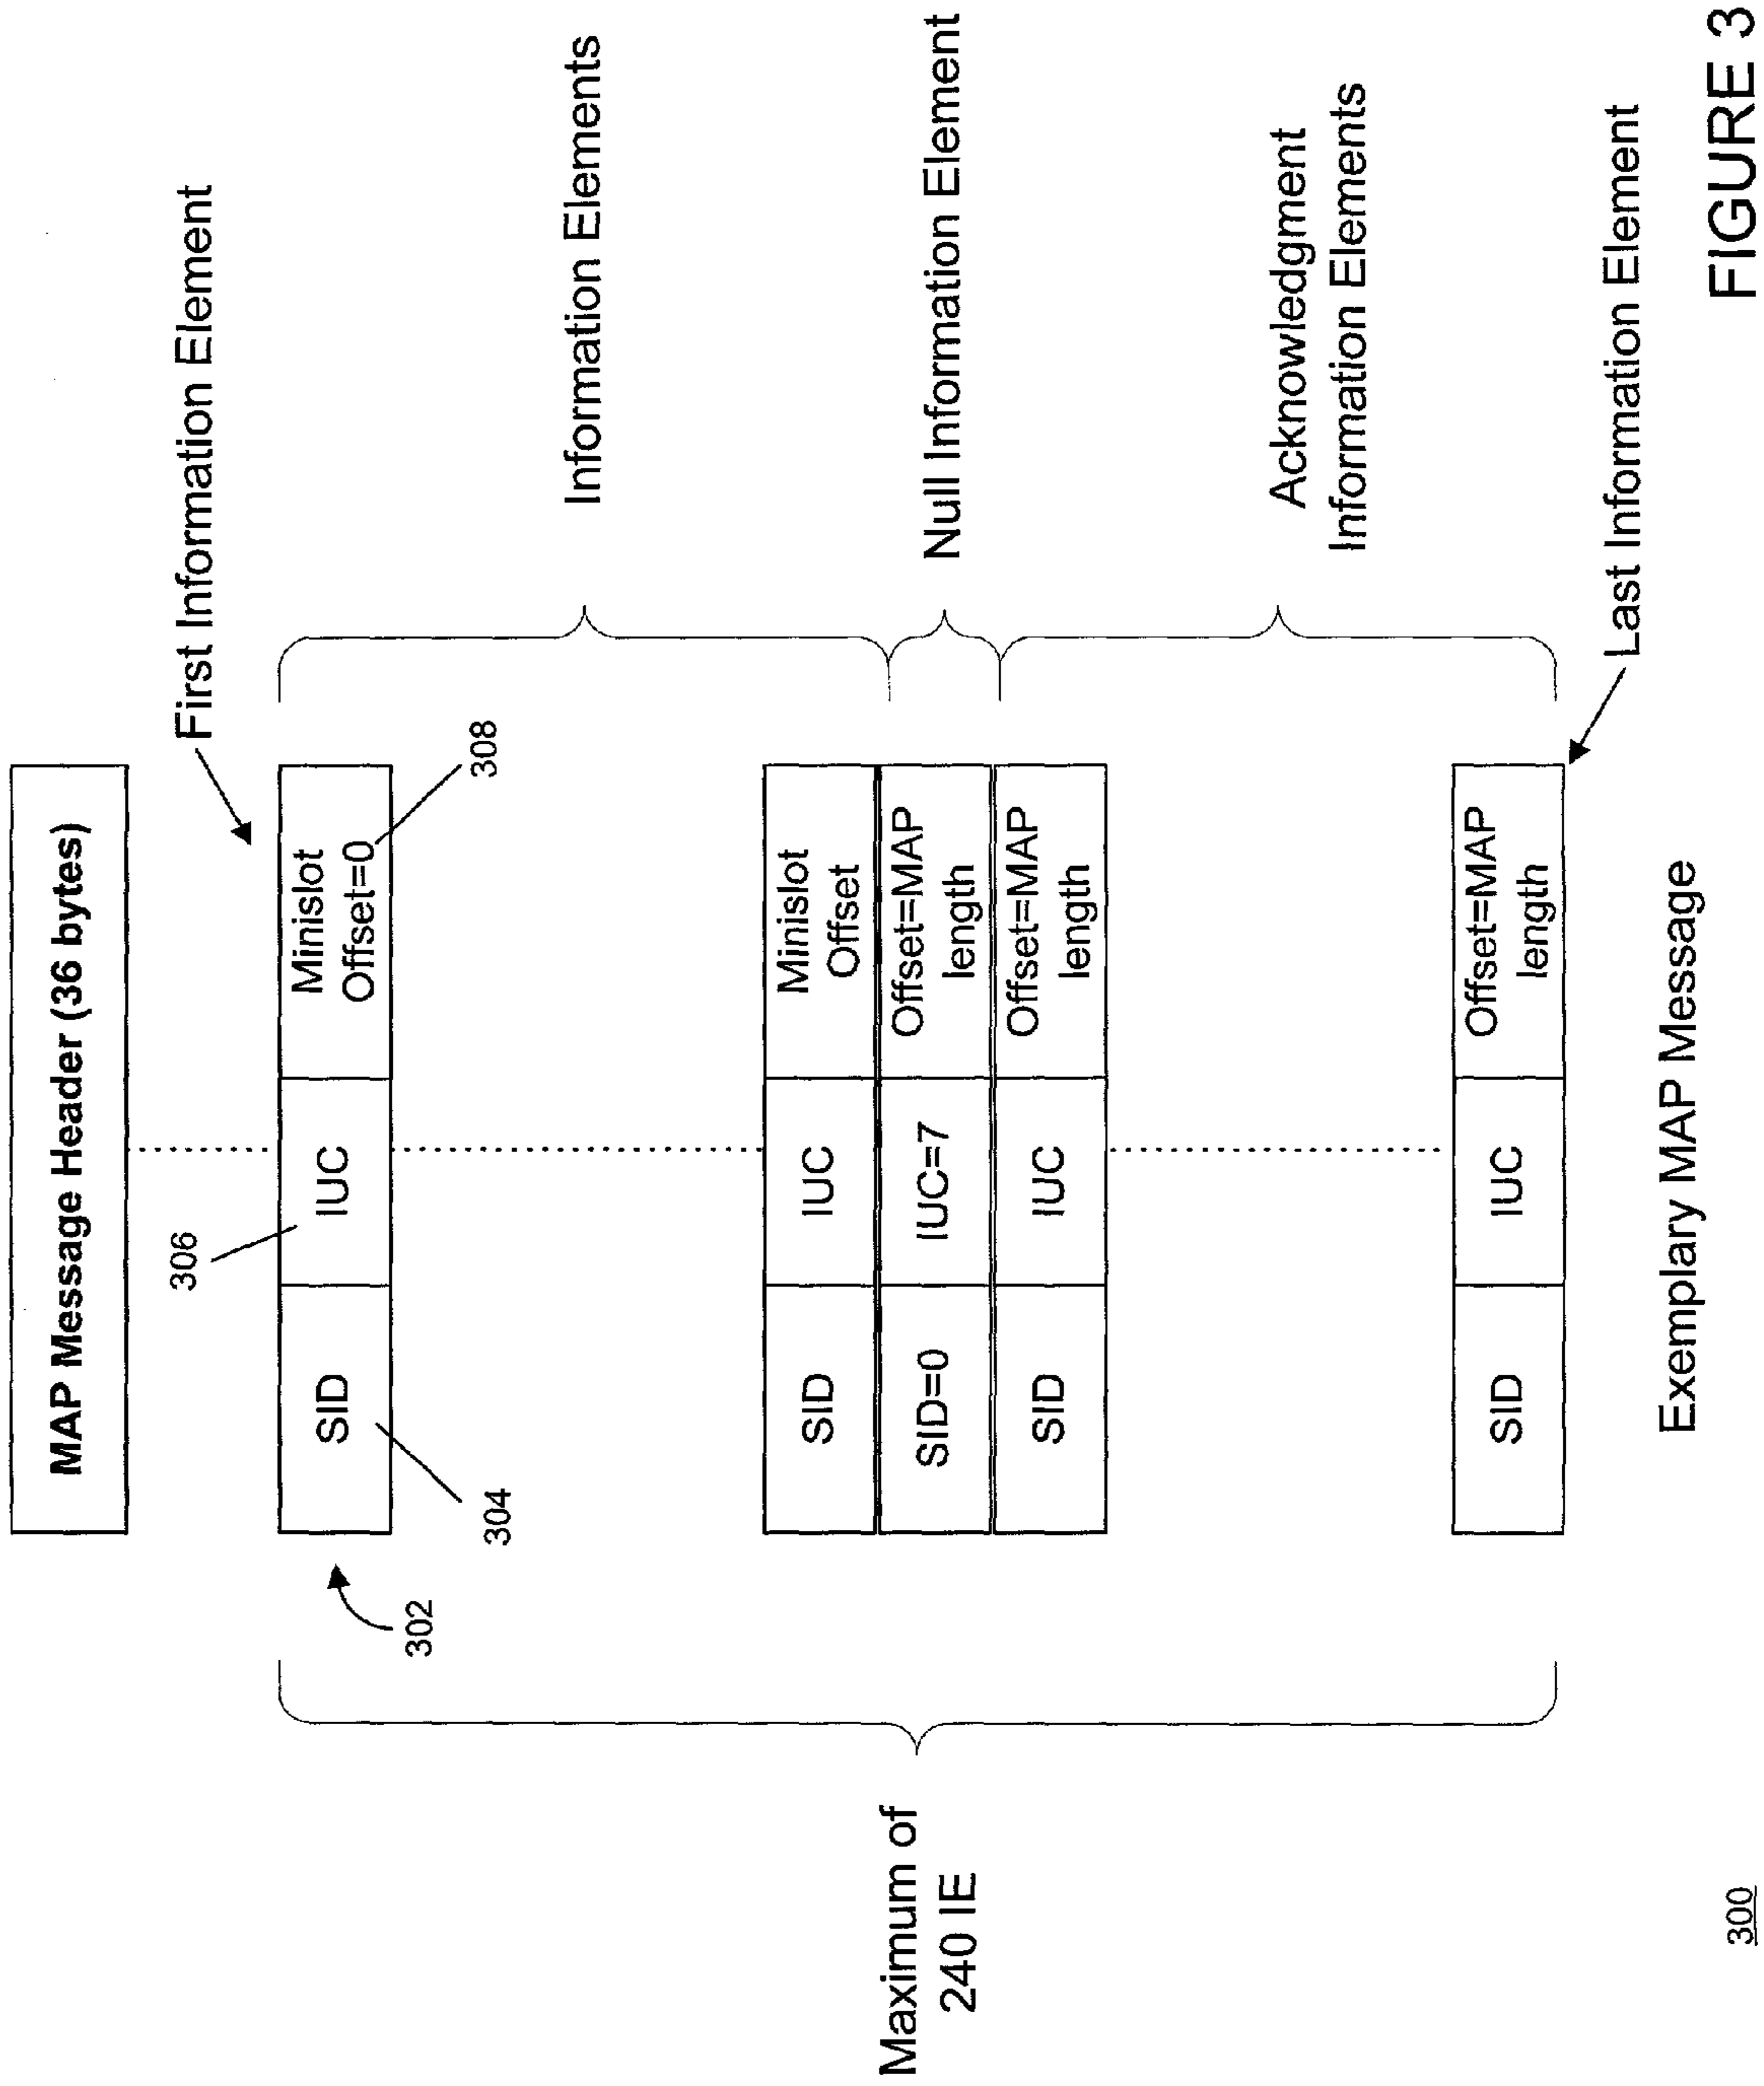 MAP Message Header (36 bytes)
First Information Element
306
308
SID
IUC
Minislot
Offset=0
304
302
Information Elements
SID
IUC
Minislot
Offset
Maximum of
240 IE
SID=0
IUC=7
Offset=MAP
length
Null Information Element
SID
IUC
Offset=MAP
length
Acknowledgment
Information Elements
SID
IUC
Offset=MAP
length
Last Information Element
Exemplary MAP Message
300
FIGURE 3